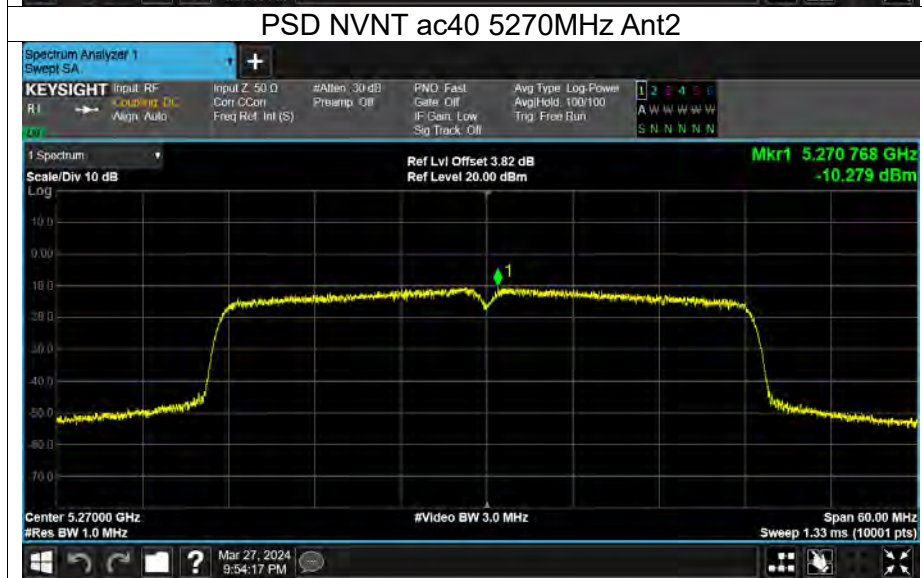 PSD NVNT ac40 5270MHz Ant2
Spectrum Analyzer 1
Swept SA
+
KEYSIGHT Input: RF Input Z: 50 Ω #Atten: 30 dB PNO: Fast Avg Type: Log-Power 1 2 3 4 5 6
Coupling: DC Corr CCorr Preamp: Off Gate: Off Avg|Hold: 100/100 A W W W W W
Align: Auto Freq Ref: Int (S) IF Gain: Low Trig: Free Run
Sig Track: Off S N N N N N
1 Spectrum
Ref Lvl Offset 3.82 dB Mkr1 5.270 768 GHz
Scale/Div 10 dB Ref Level 20.00 dBm -10.279 dBm
Log
10.0
0.00
1
-10.0
-20.0
-30.0
-40.0
-50.0
-60.0
-70.0
Center 5.27000 GHz #Video BW 3.0 MHz Span 60.00 MHz
#Res BW 1.0 MHz Sweep 1.33 ms (10001 pts)
? Mar 27, 2024
9:54:17 PM